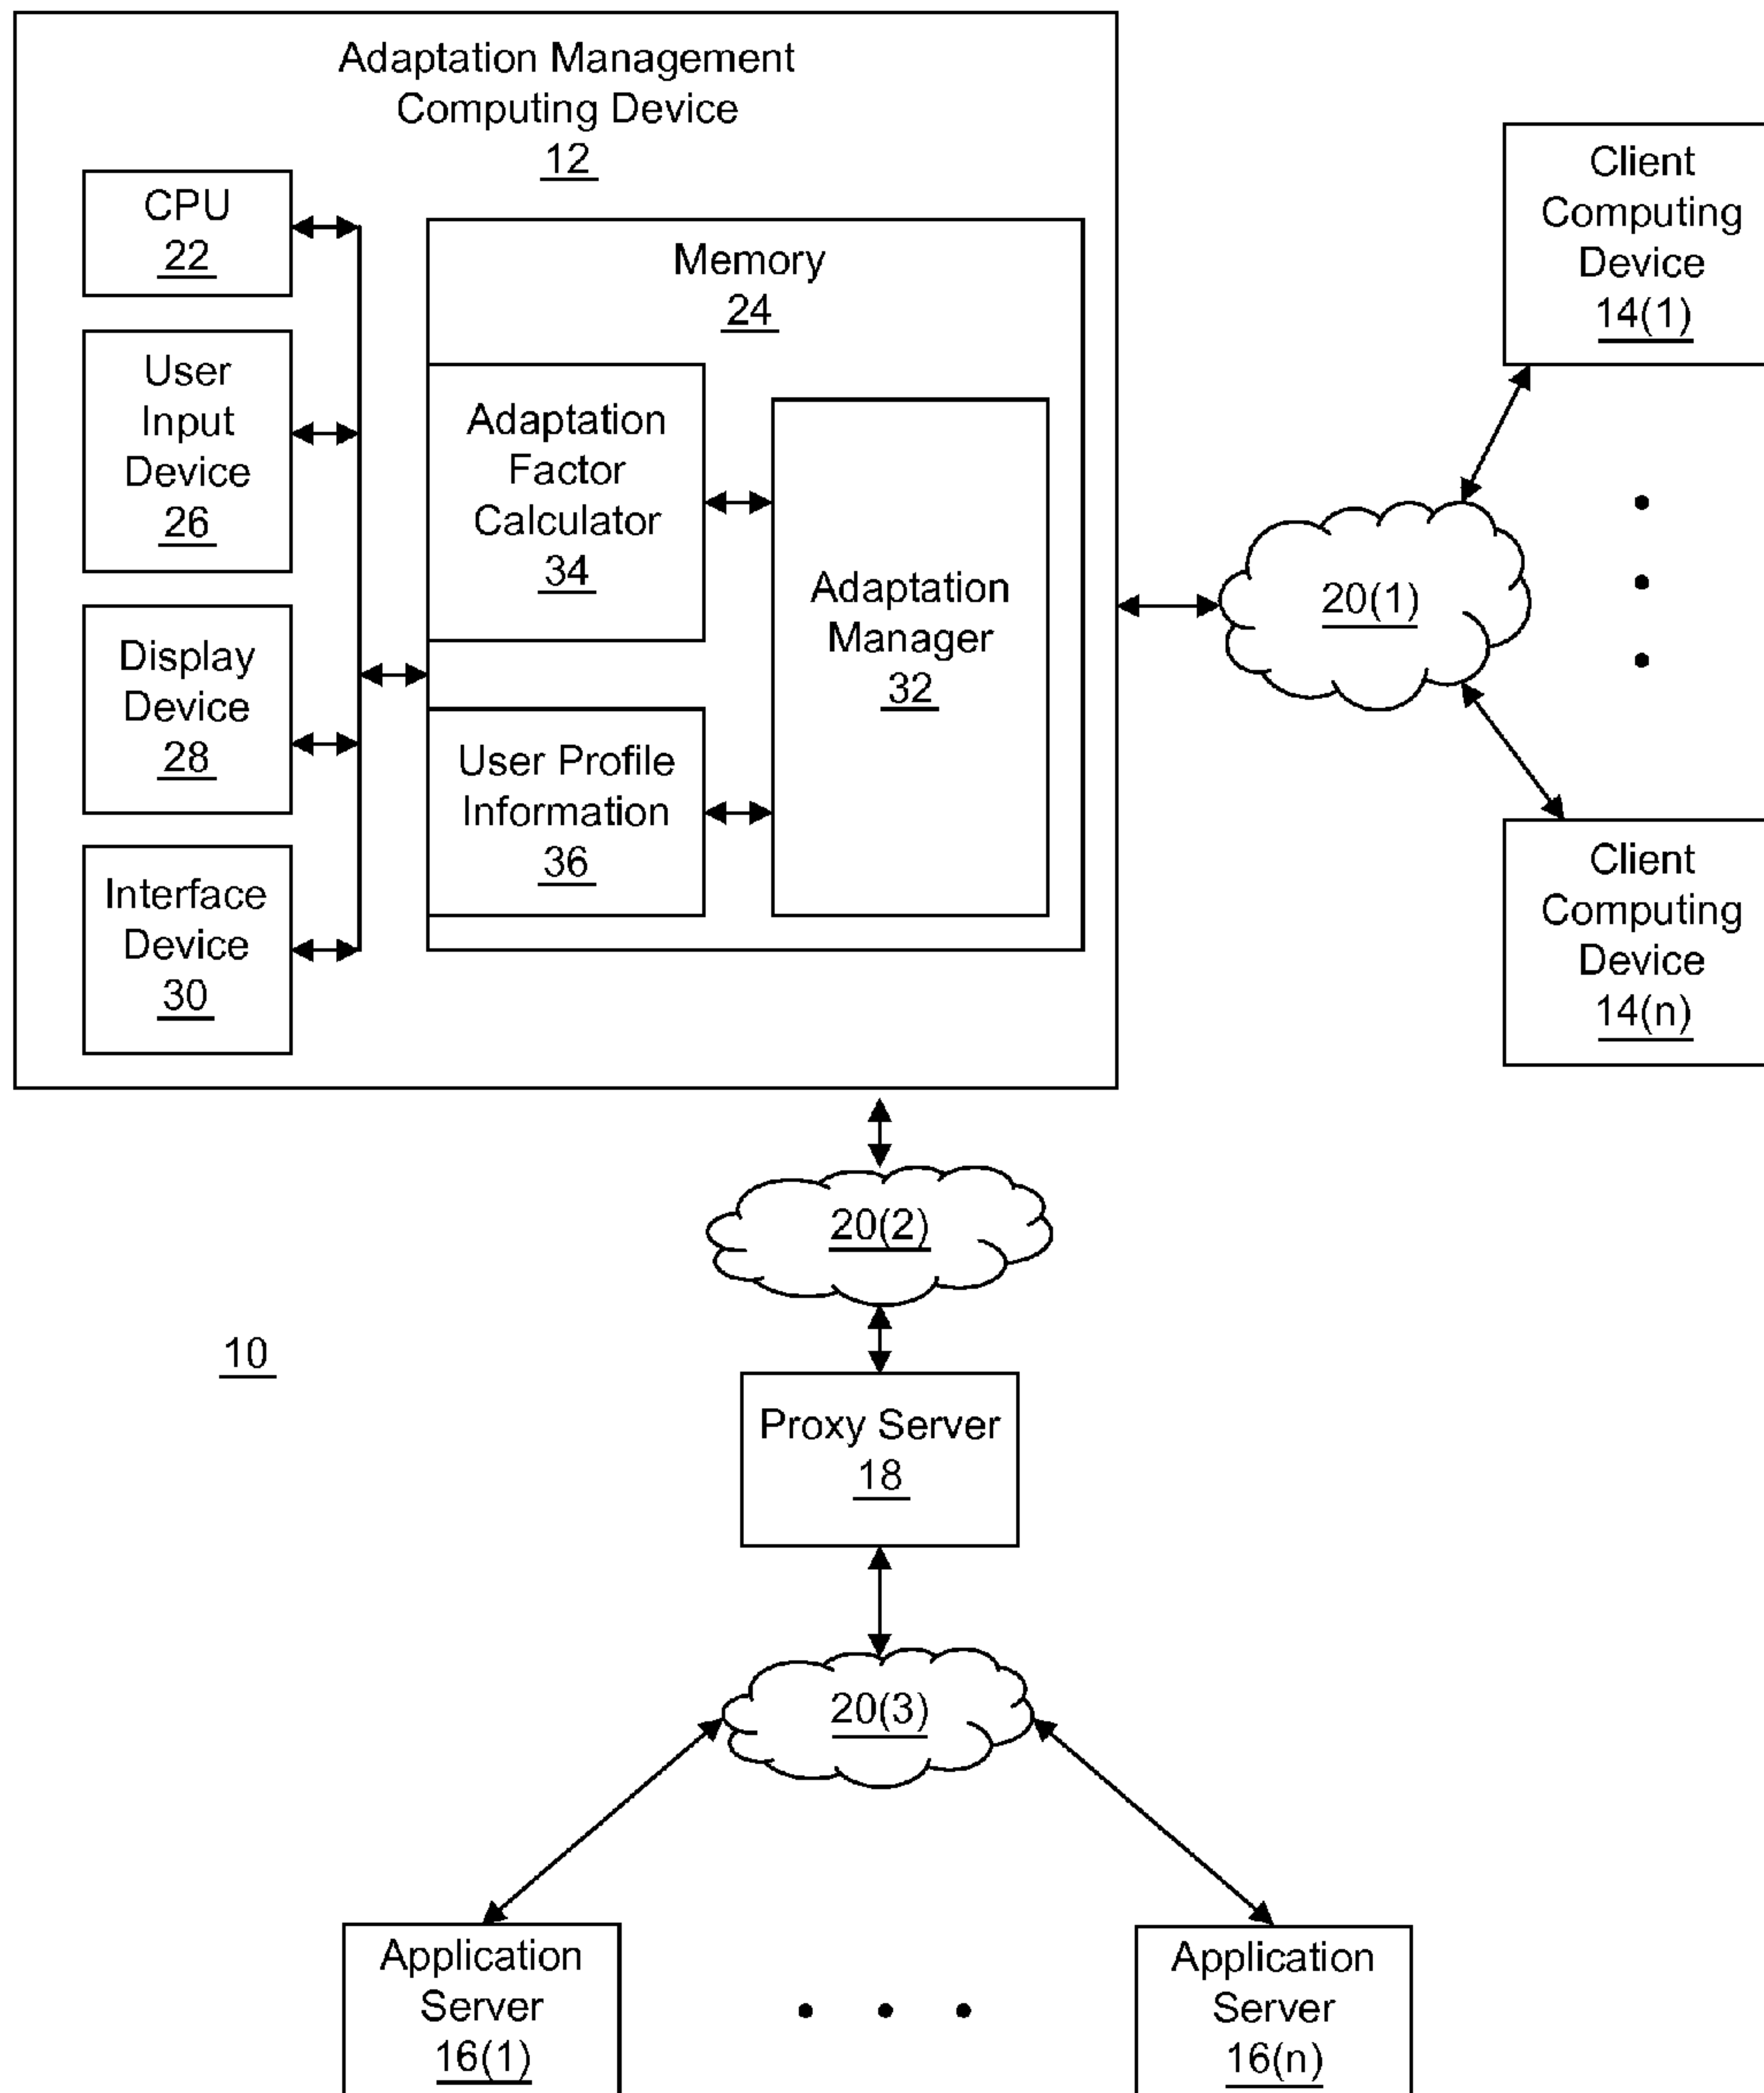 Adaptation Management
Computing Device
12
CPU
22
User
Input
Device
26
Display
Device
28
Interface
Device
30
Memory
24
Adaptation
Factor
Calculator
34
User Profile
Information
36
Adaptation
Manager
32
20(1)
Client
Computing
Device
14(1)
Client
Computing
Device
14(n)
20(2)
10
Proxy Server
18
20(3)
Application
Server
16(1)
Application
Server
16(n)